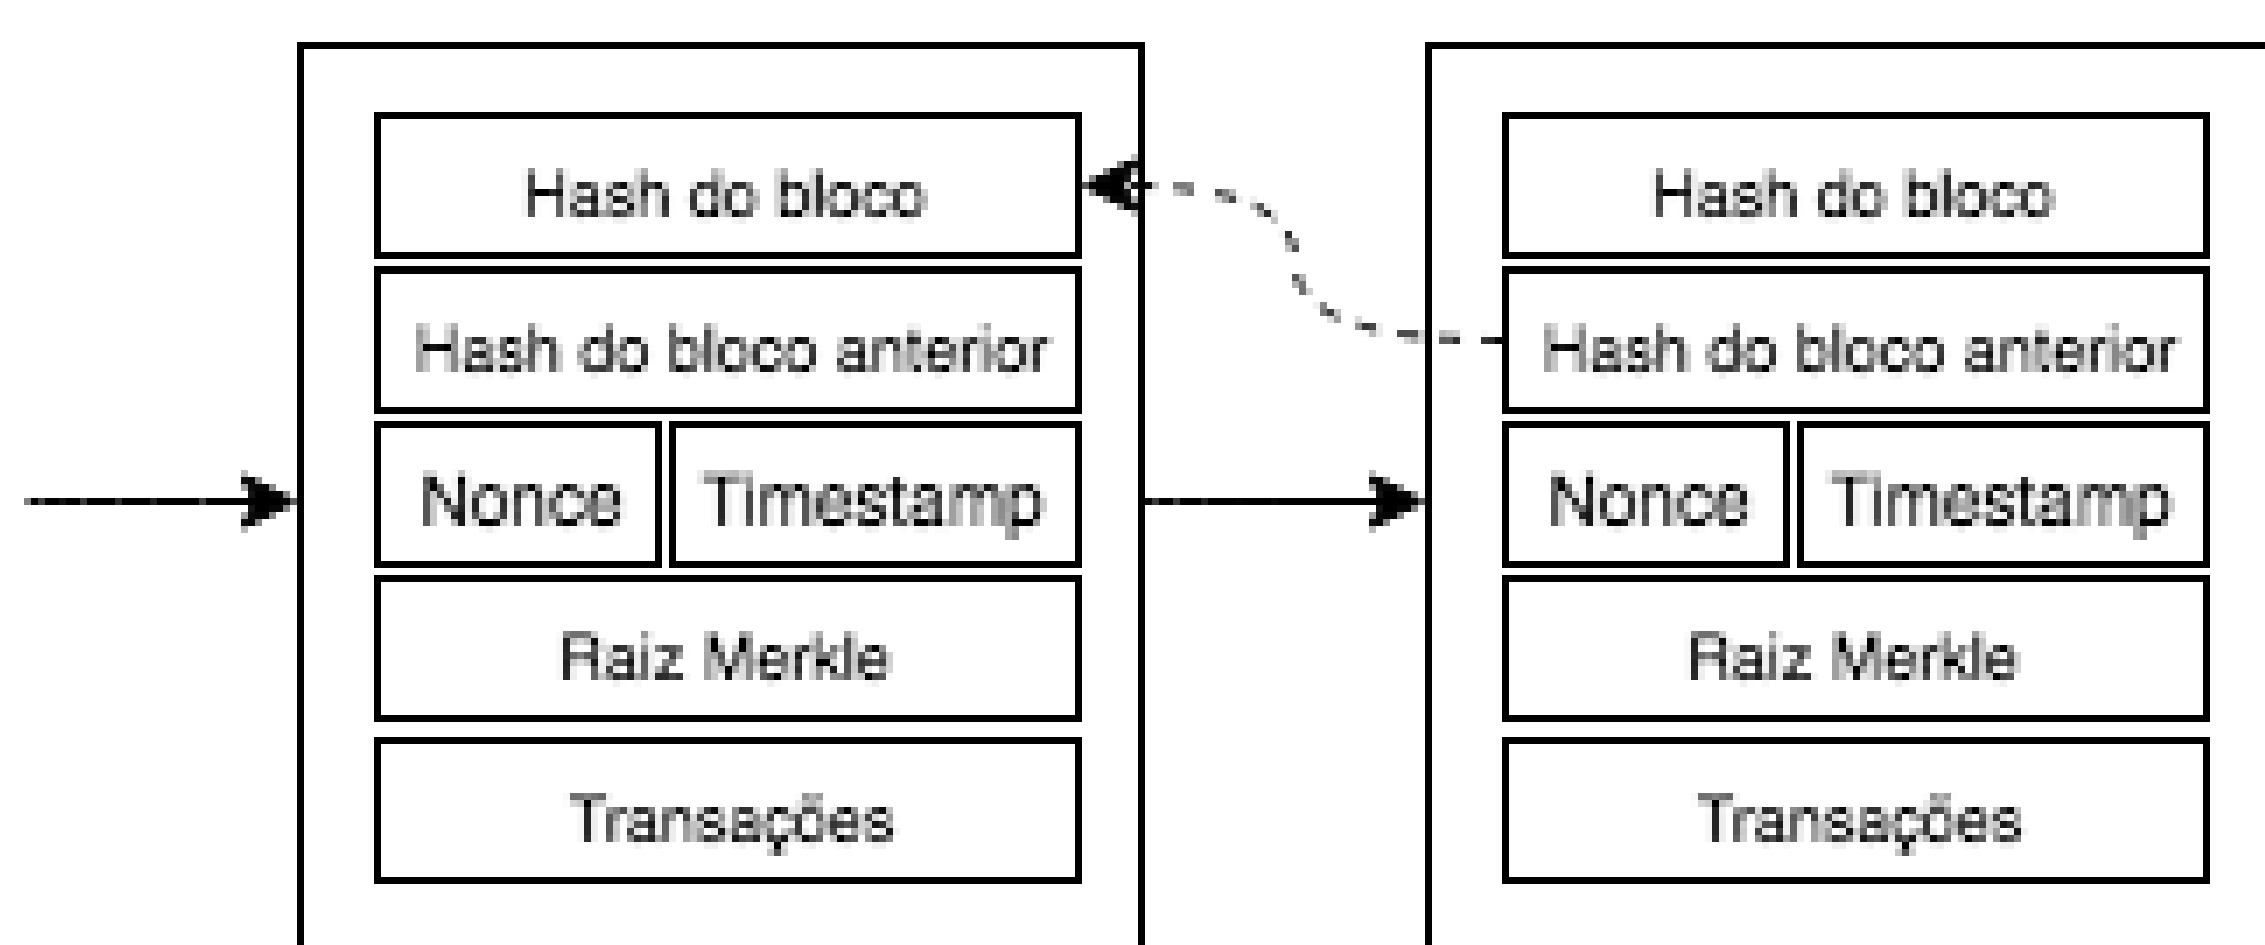 Hash do bloco
Hash do bloco anterior
Nonce
Timestamp
Raiz Merkle
Transações
Hash do bloco
Hash do bloco anterior
Nonce
Timestamp
Raiz Merkle
Transações